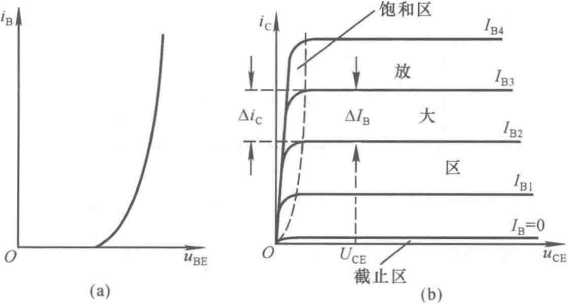 i_B
O
u_BE
(a)
i_C
饱和区
I_B4
放
I_B3
Δi_C
ΔI_B
大
I_B2
区
I_B1
I_B=0
O
U_CE
u_CE
截止区
(b)